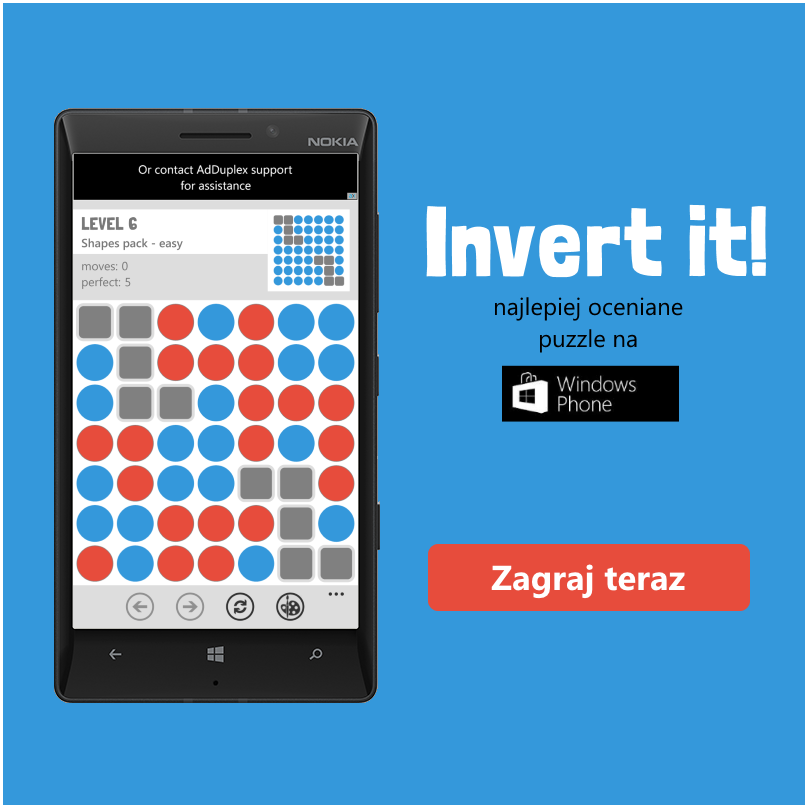 NOKIA
Or contact AdDuplex support
for assistance
LEVEL 6
Shapes pack - easy
moves: 0
perfect: 5
Invert it!
najlepiej oceniane
puzzle na
Windows
Phone
Zagraj teraz